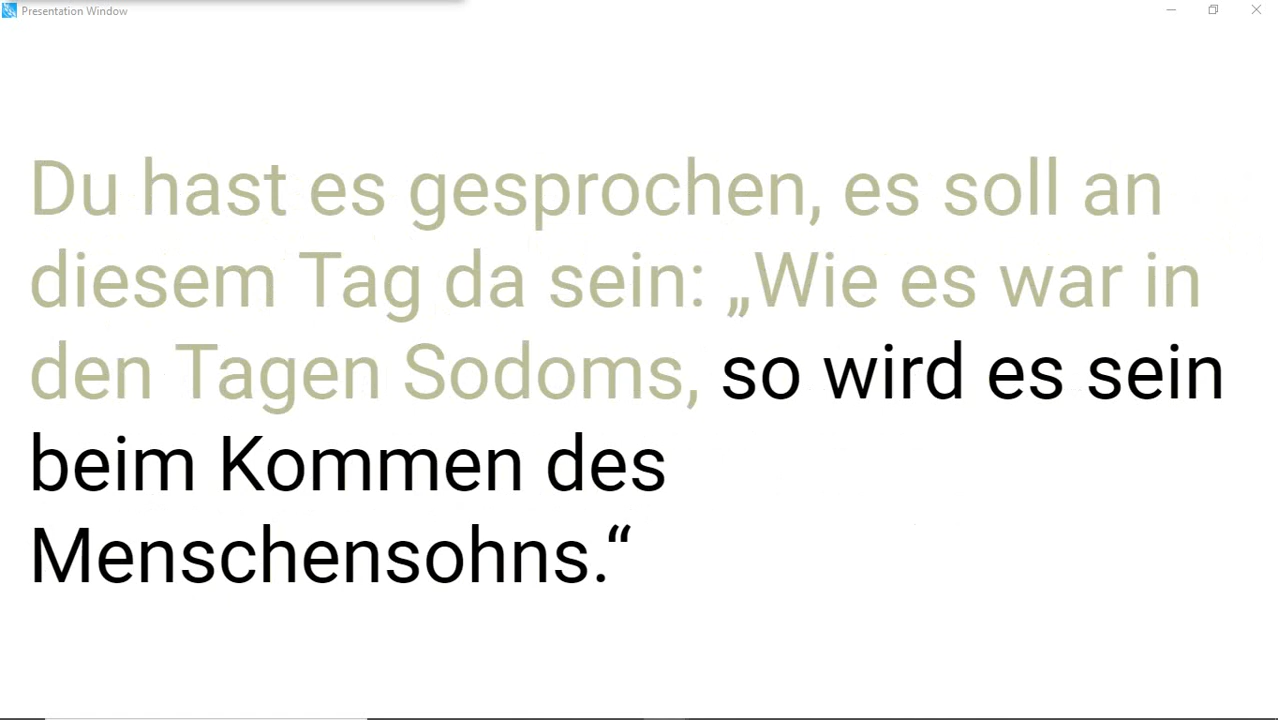 Presentation Window
Du hast es gesprochen, es soll an
diesem Tag da sein: „Wie es war in
den Tagen Sodoms, so wird es sein
beim Kommen des
Menschensohns.“